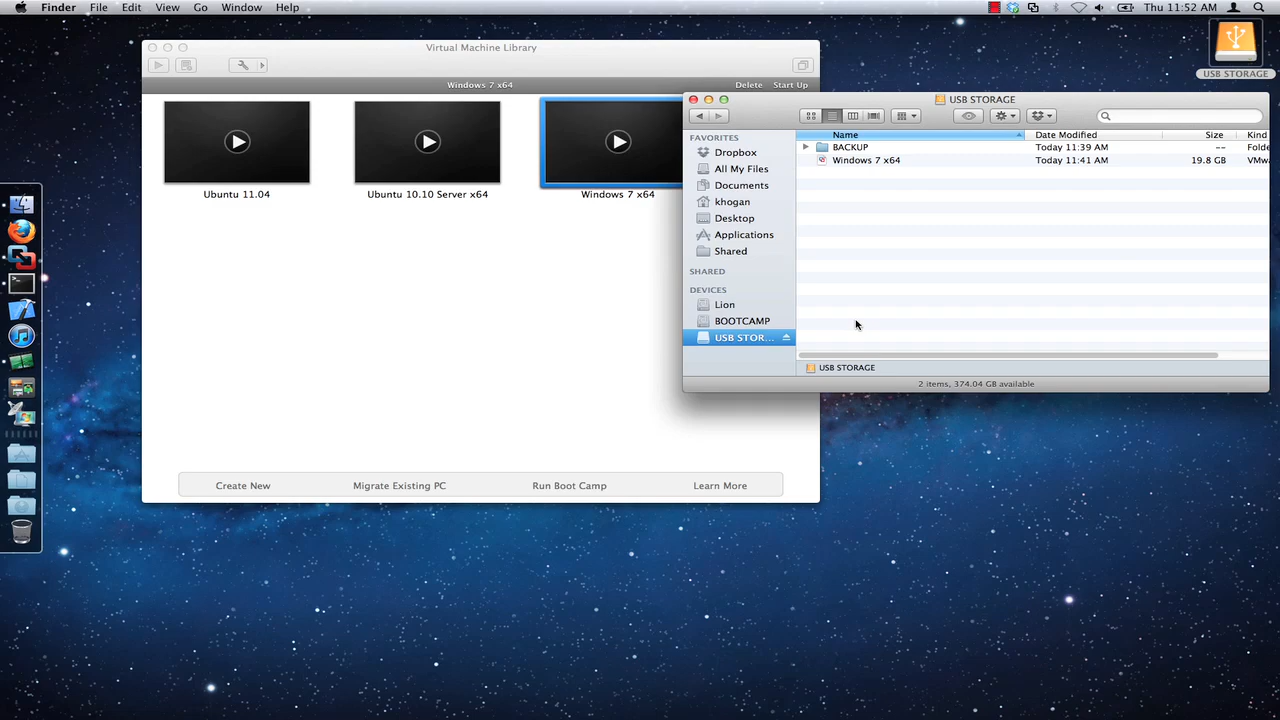 Finder File Edit View Go Window Help Thu 11:52 AM
USB STORAGE
Virtual Machine Library
Windows 7 x64 Delete Start Up
Ubuntu 11.04
Ubuntu 10.10 Server x64
Windows 7 x64
Create New Migrate Existing PC Run Boot Camp Learn More
USB STORAGE
FAVORITES
Dropbox
All My Files
Documents
khogan
Desktop
Applications
Shared
SHARED
DEVICES
Lion
BOOTCAMP
USB STOR...
Name Date Modified Size Kind
BACKUP Today 11:39 AM -- Folde
Windows 7 x64 Today 11:41 AM 19.8 GB VMwa
USB STORAGE
2 items, 374.04 GB available